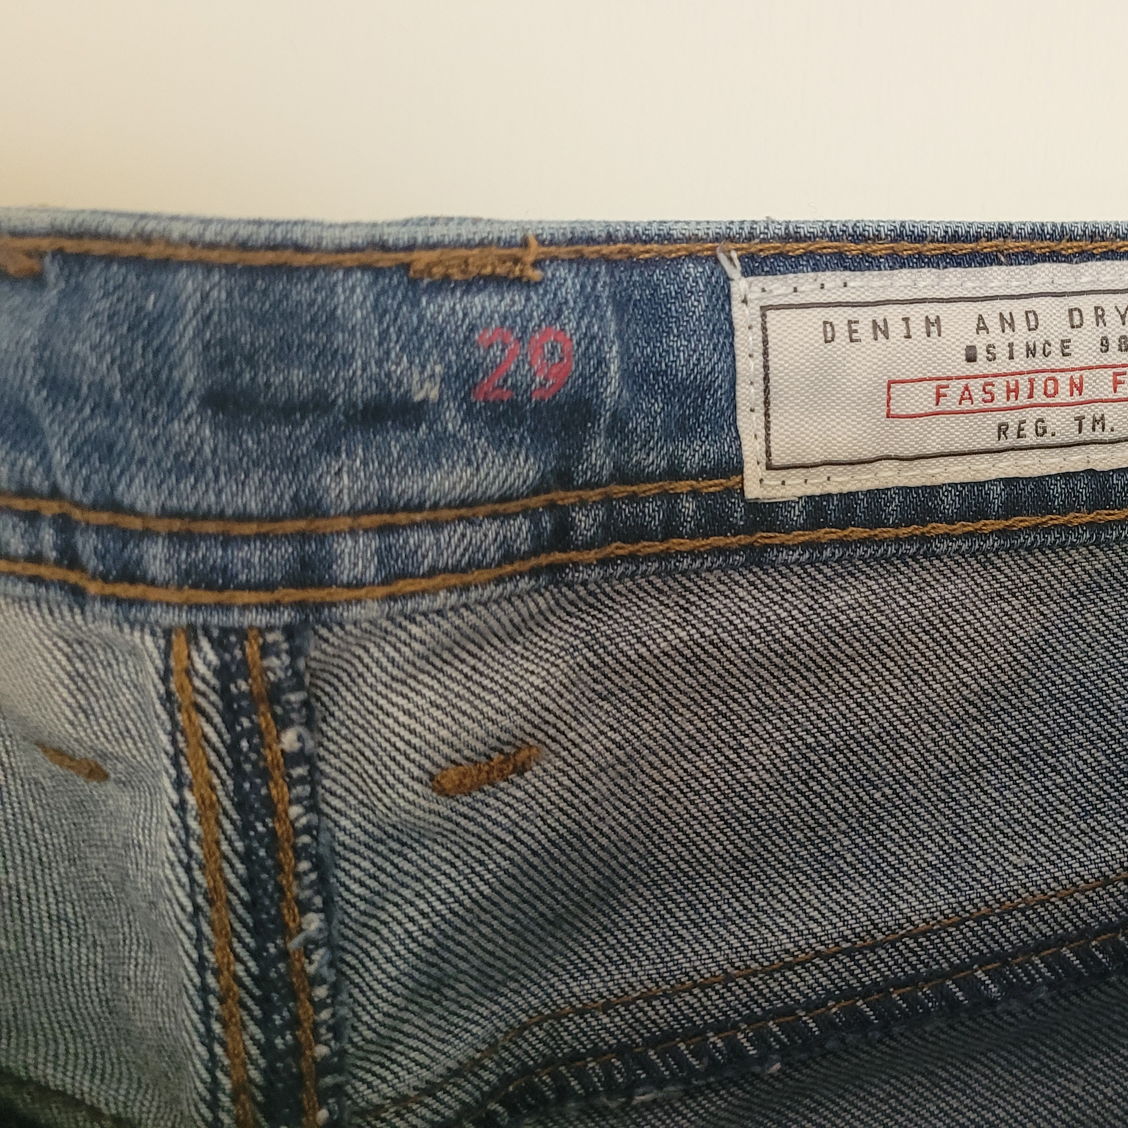 29
DENIM AND DRY
SINCE 98
FASHION F
REG. TM.